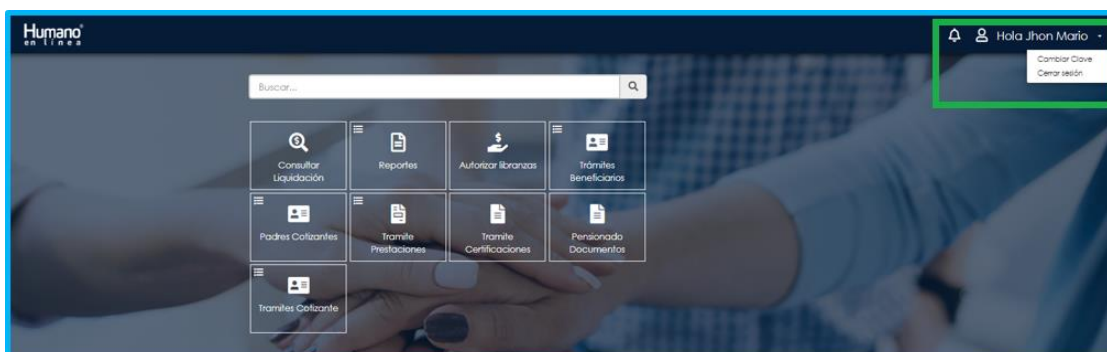 Humano®
en línea
Hola Jhon Mario
Cambiar Clave
Cerrar sesión
Buscar...
Consultar
Liquidación
Reportes
Autorizar libranzas
Trámites
Beneficiarios
Padres Cotizantes
Tramite
Prestaciones
Tramite
Certificaciones
Pensionado
Documentos
Tramites Cotizante